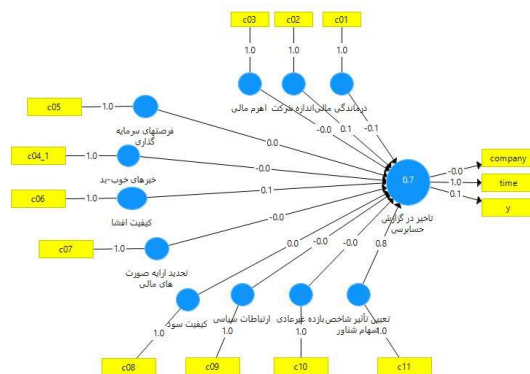 c03
c02
c01
1.0
1.0
1.0
c05
1.0
اهرم مالی
اندازه شرکت
درماندگی مالی
فرصتهای سرمایه
گذاری
-0.0
0.1
-0.1
0.0
c04_1
1.0
خبرهای خوب-بد
-0.0
c06
1.0
کیفیت افشا
0.1
0.7
تاخیر در گزارش
حسابرسی
-0.0
company
1.0
time
0.1
y
c07
1.0
تجدید ارایه صورت
های مالی
-0.0
0.0
-0.0
-0.0
0.8
کیفیت سود
ارتباطات سیاسی
بازده غیرعادی
تعیین تأثیر شاخص
سهام شناور
1.0
1.0
1.0
1.0
c08
c09
c10
c11